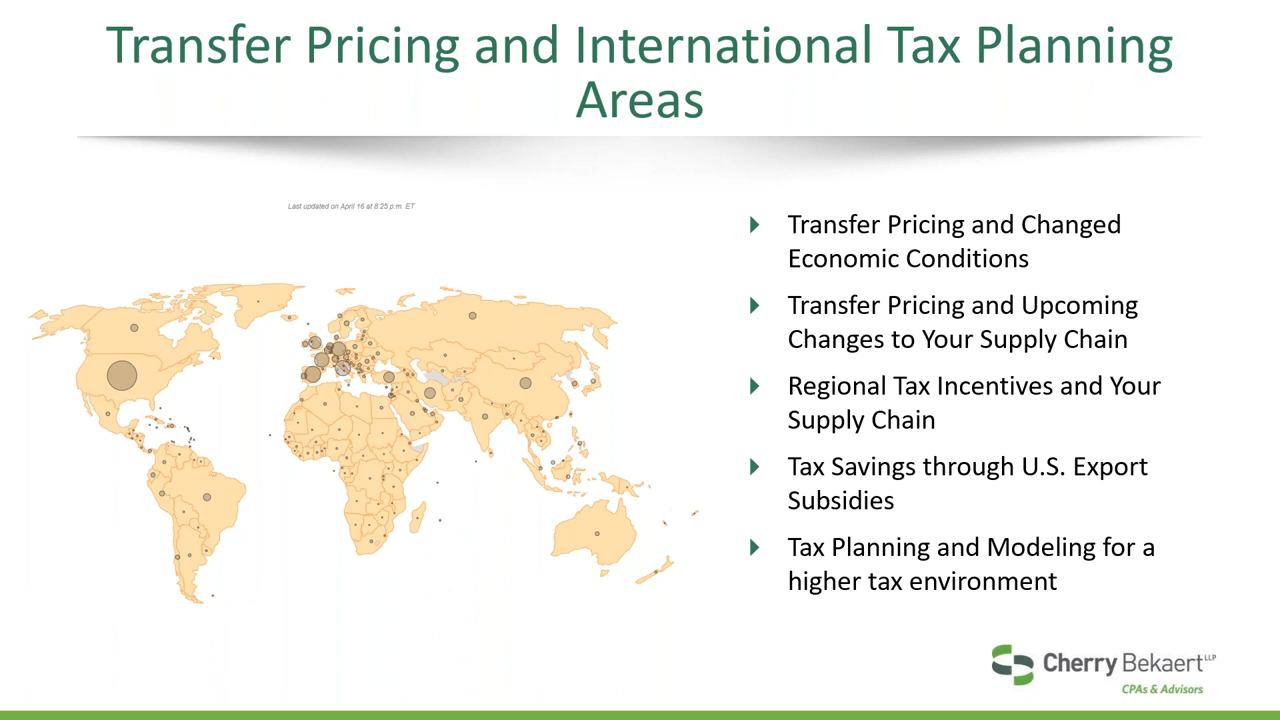 Transfer Pricing and International Tax Planning
Areas
Last updated on April 16 at 8:25 p.m. ET
Transfer Pricing and Changed
Economic Conditions
Transfer Pricing and Upcoming
Changes to Your Supply Chain
Regional Tax Incentives and Your
Supply Chain
Tax Savings through U.S. Export
Subsidies
Tax Planning and Modeling for a
higher tax environment
Cherry Bekaert LLP
CPAs & Advisors